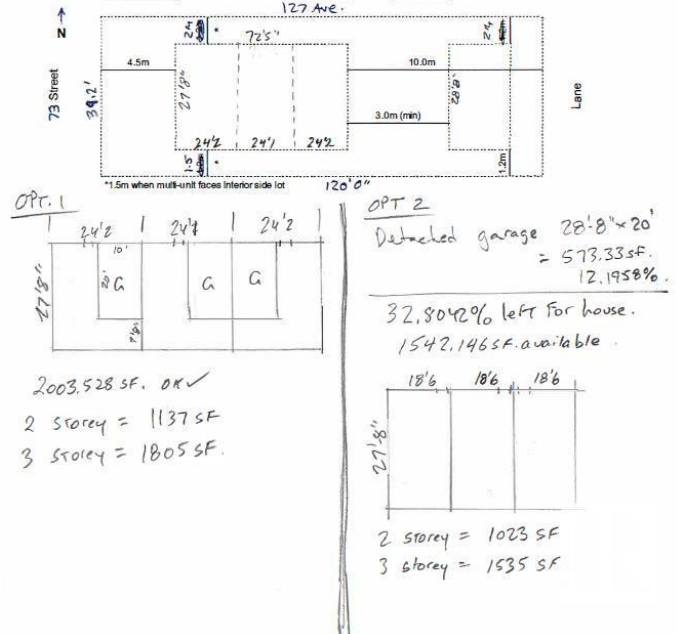 127 Ave.
N
24
*
72'5"
24
4.5m
10.0m
73 Street
39.2'
27'8"
28'8"
Lane
3.0m (min)
24'2 24'1 24'2
1.5
*
1.2m
*1.5m when multi-unit faces interior side lot
120'0"
OPT. 1
24'2 24'1 24'2
10'
27'8"
20'
G G G
7'8"
2003.528 SF. OK ✓
2 Storey = 1137 SF
3 Storey = 1805 SF.
OPT 2
Detached garage 28'-8" x 20'
= 573.33 sf.
12.1958%.
32.8042% left for house.
1542.146 SF. available.
18'6 18'6 18'6
27'-8"
2 storey = 1023 SF
3 storey = 1535 SF